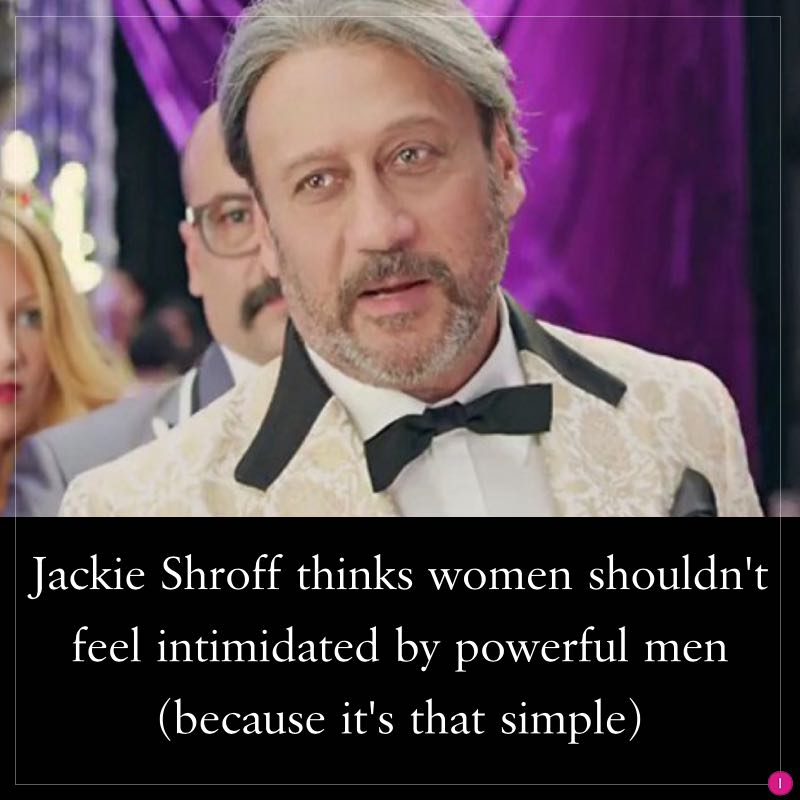 Jackie Shroff thinks women shouldn't
feel intimidated by powerful men
(because it's that simple)
I